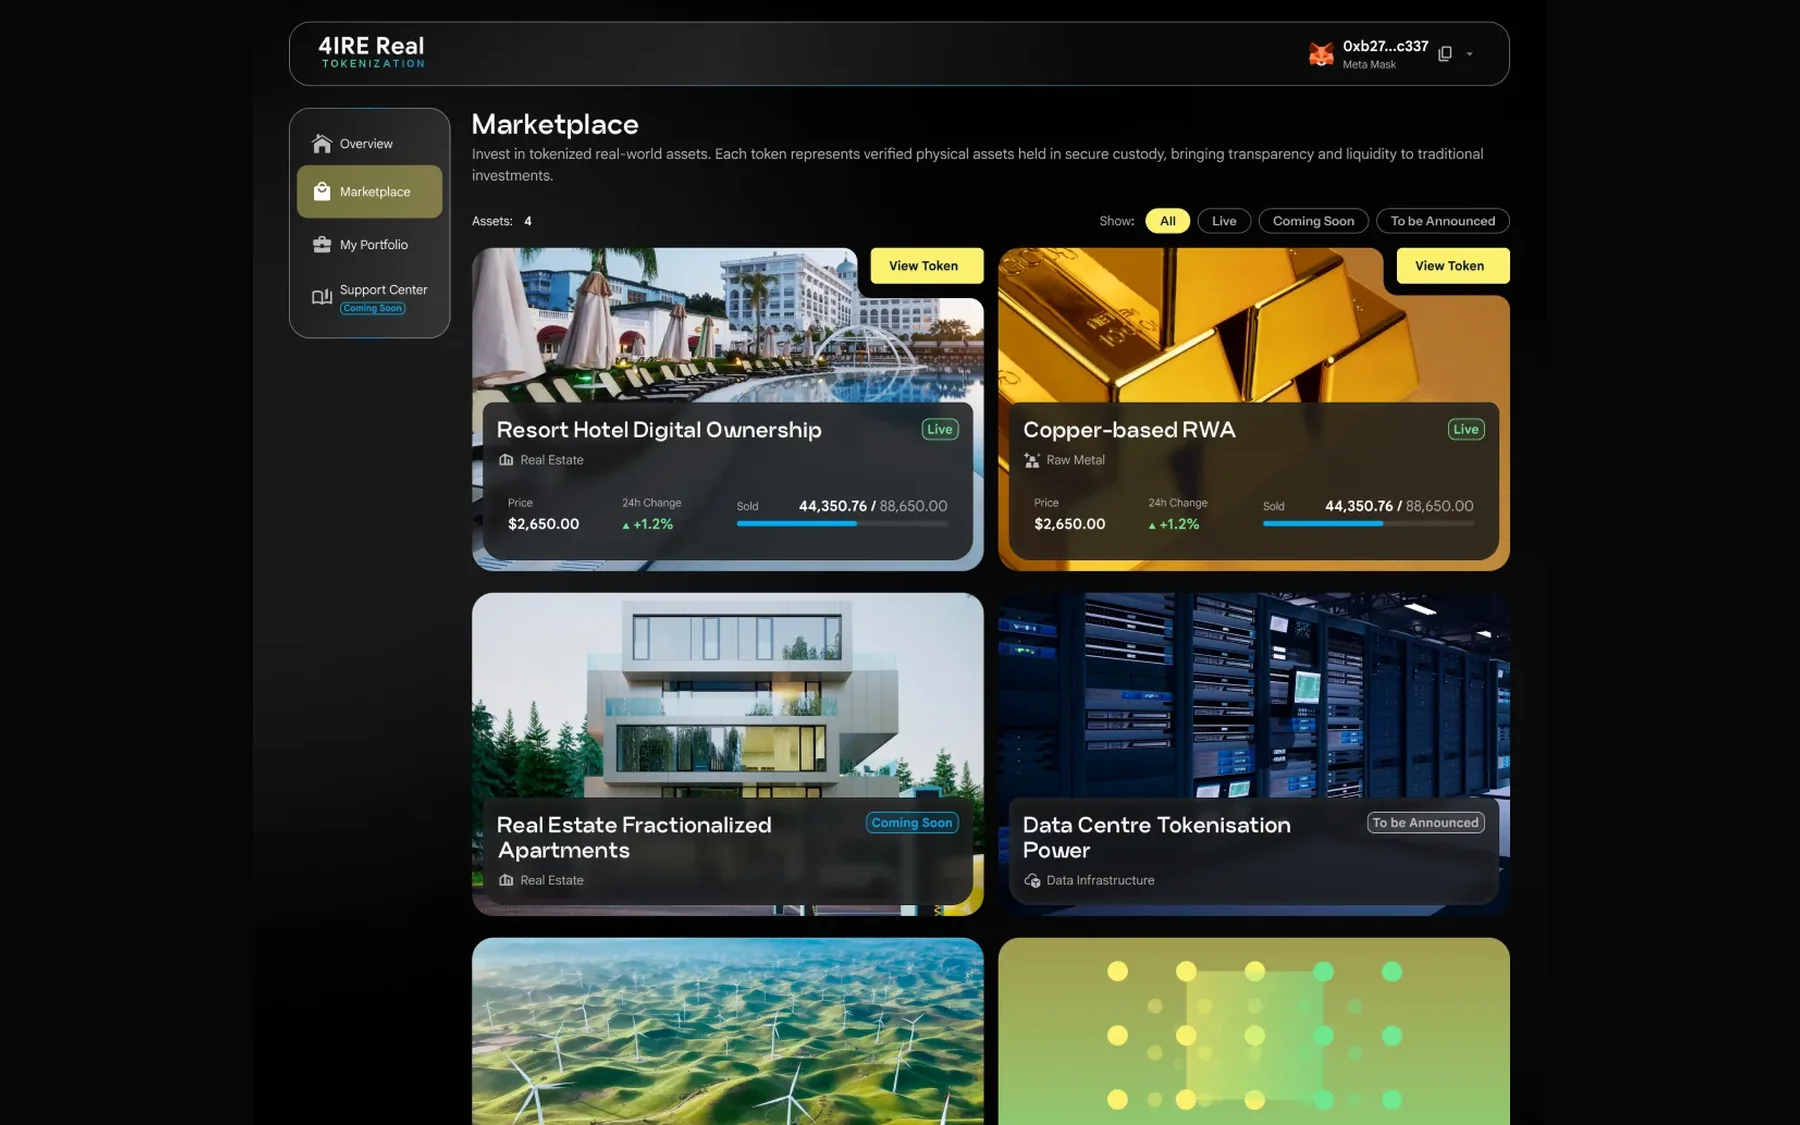 4IRE Real
TOKENIZATION
0xb27...c337
Meta Mask
Overview
Marketplace
My Portfolio
Support Center
Coming Soon
Marketplace
Invest in tokenized real-world assets. Each token represents verified physical assets held in secure custody, bringing transparency and liquidity to traditional
investments.
Assets: 4
Show: All Live Coming Soon To be Announced
View Token
Resort Hotel Digital Ownership
Live
Real Estate
Price
$2,650.00
24h Change
▲ +1.2%
Sold 44,350.76 / 88,650.00
View Token
Copper-based RWA
Live
Raw Metal
Price
$2,650.00
24h Change
▲ +1.2%
Sold 44,350.76 / 88,650.00
Real Estate Fractionalized
Apartments
Coming Soon
Real Estate
Data Centre Tokenisation
Power
To be Announced
Data Infrastructure